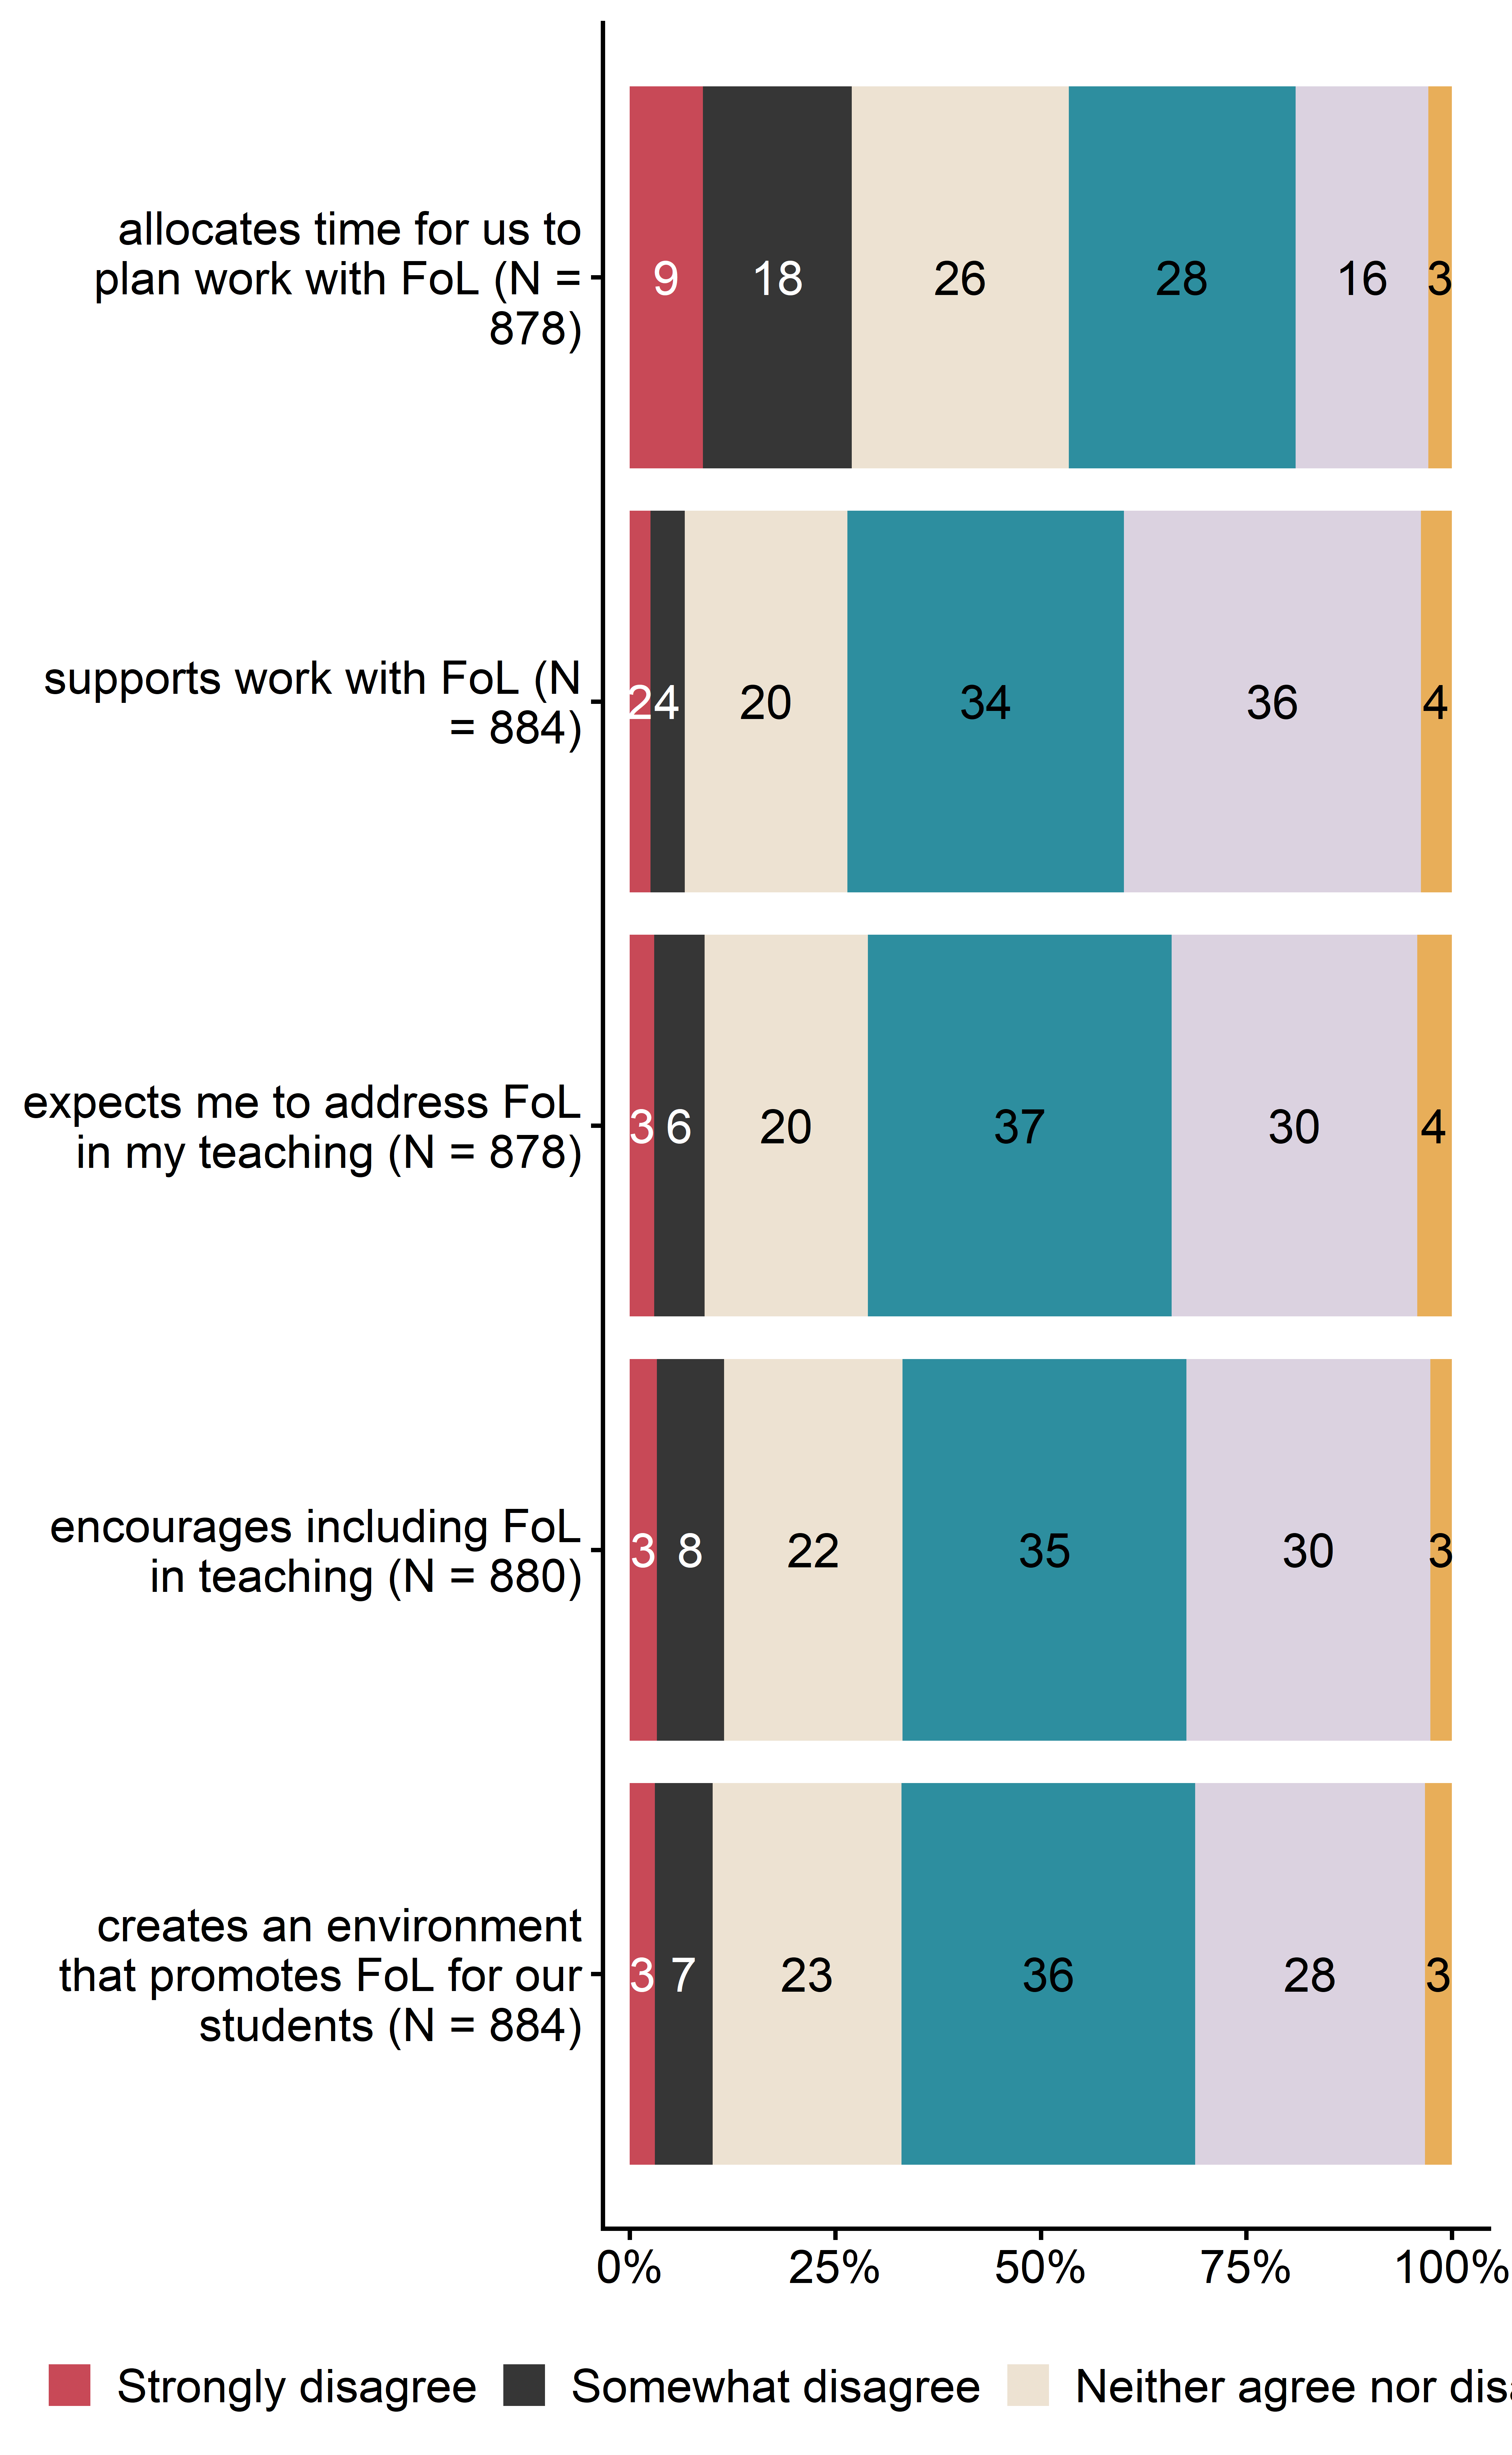 allocates time for us to
plan work with FoL (N =
878)
9 18 26 28 16 3
supports work with FoL (N
= 884)
2 4 20 34 36 4
expects me to address FoL
in my teaching (N = 878)
3 6 20 37 30 4
encourages including FoL
in teaching (N = 880)
3 8 22 35 30 3
creates an environment
that promotes FoL for our
students (N = 884)
3 7 23 36 28 3
0% 25% 50% 75% 100%
Strongly disagree Somewhat disagree Neither agree nor disa